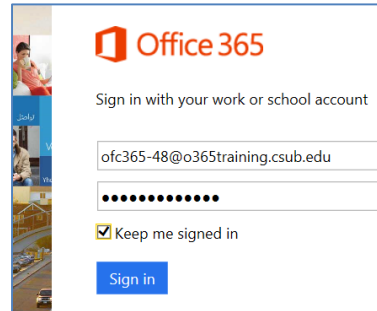 Office 365
Sign in with your work or school account
تواصل
ofc365-48@o365training.csub.edu
•••••••••••••
Keep me signed in
Sign in